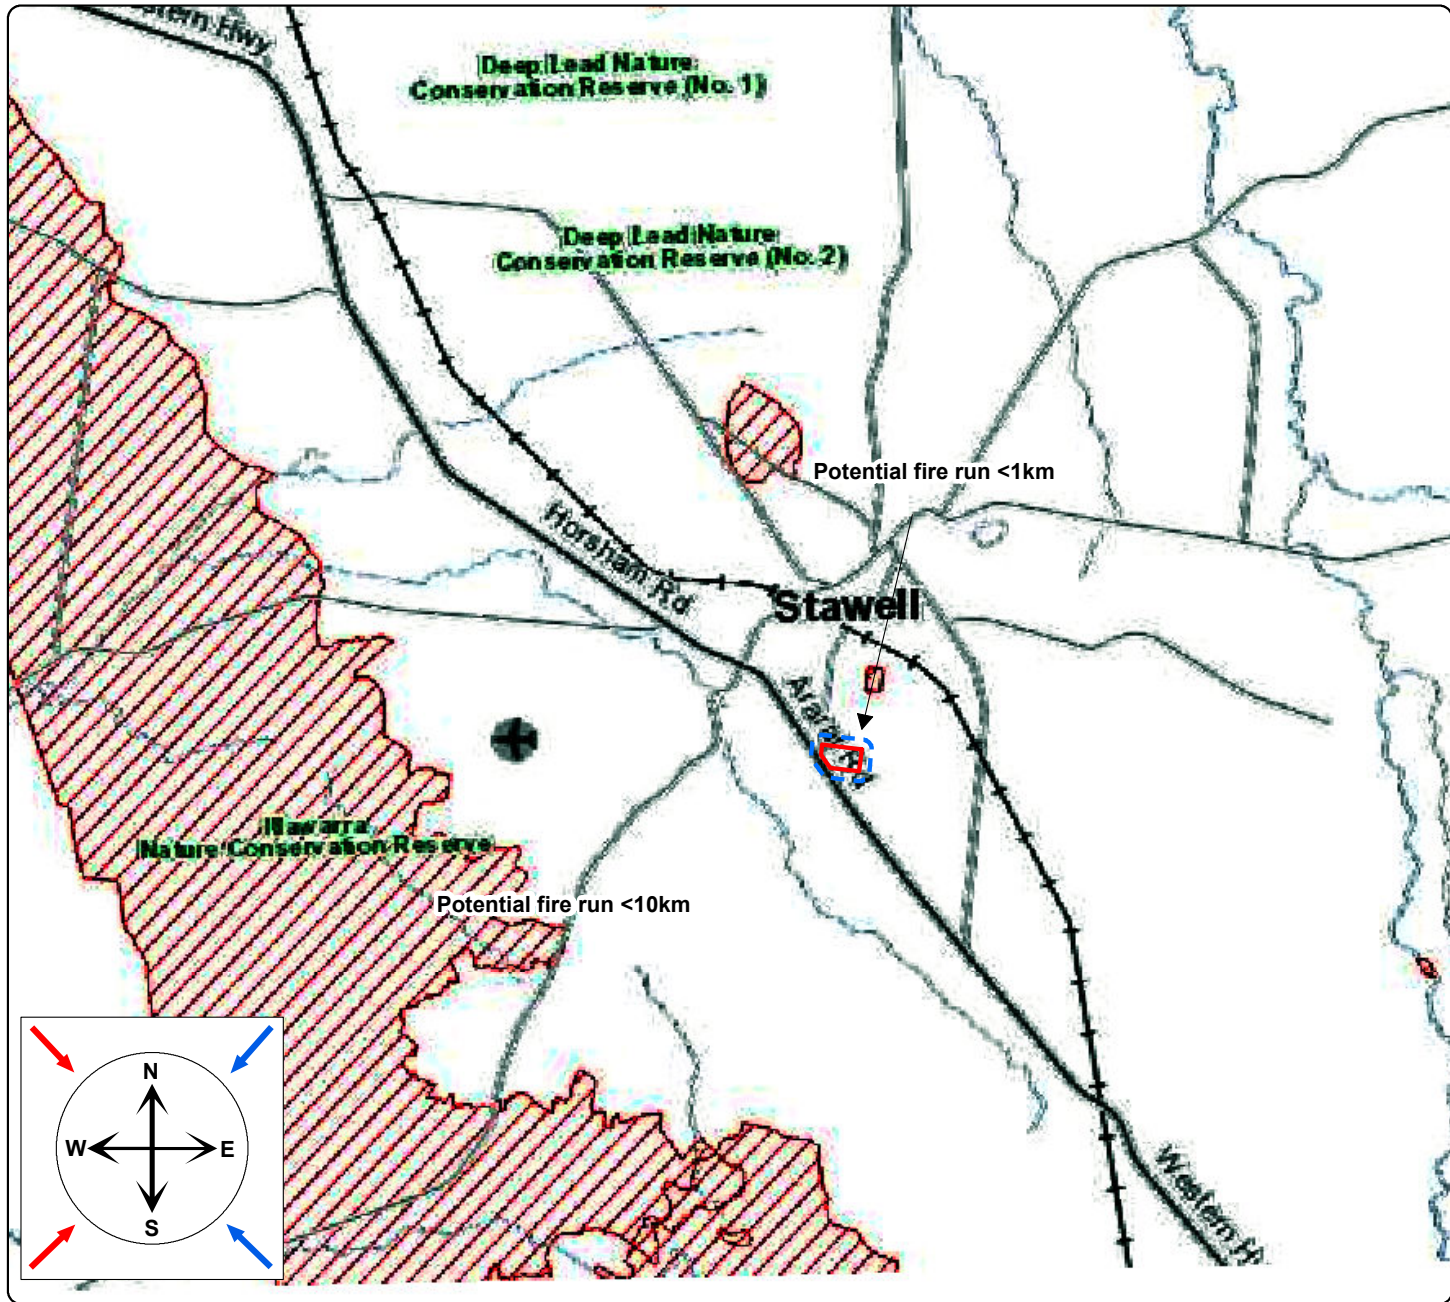 stern Hwy
Deep Lead Nature
Conservation Reserve (No. 1)
Deep Lead Nature
Conservation Reserve (No. 2)
Potential fire run <1km
Horsham Rd
Stawell
Illawarra
Nature Conservation Reserve
Potential fire run <10km
N
W
E
S
Western H